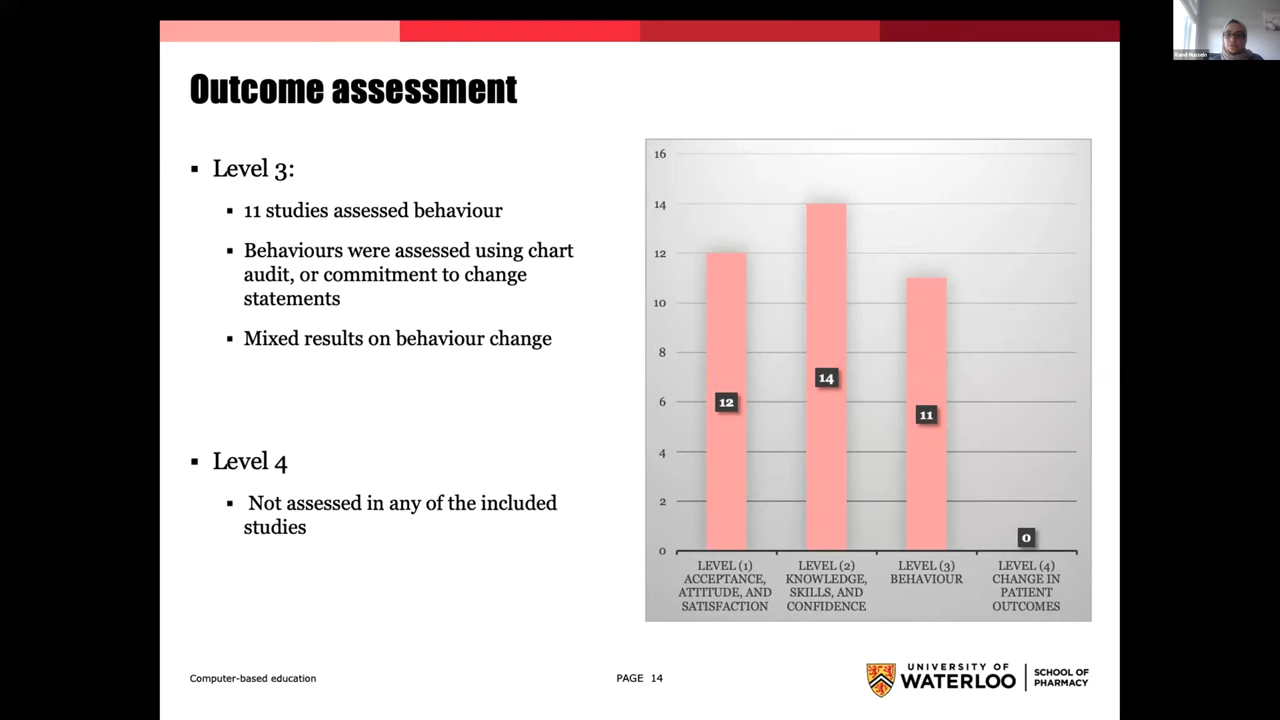 Outcome assessment
▪ Level 3:
▪ 11 studies assessed behaviour
▪ Behaviours were assessed using chart
audit, or commitment to change
statements
▪ Mixed results on behaviour change
▪ Level 4
▪ Not assessed in any of the included
studies
16
14
12
10
8
6
4
2
0
12
14
11
0
LEVEL (1)
ACCEPTANCE,
ATTITUDE, AND
SATISFACTION
LEVEL (2)
KNOWLEDGE,
SKILLS, AND
CONFIDENCE
LEVEL (3)
BEHAVIOUR
LEVEL (4)
CHANGE IN
PATIENT
OUTCOMES
Computer-based education
PAGE 14
UNIVERSITY OF
WATERLOO
SCHOOL OF
PHARMACY
Rand Hussein